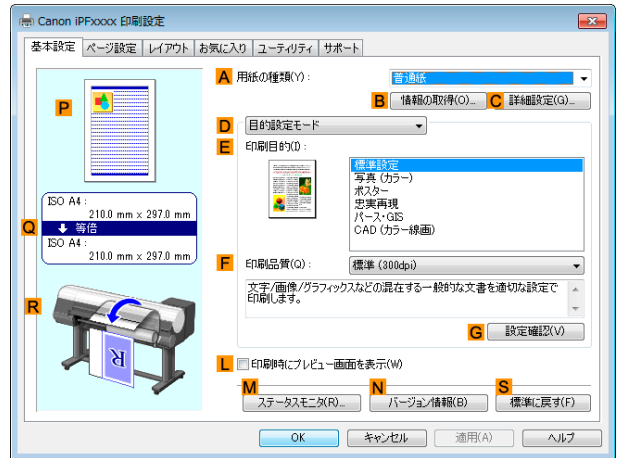 Canon iPFxxxx 印刷設定
基本設定 ページ設定 レイアウト お気に入り ユーティリティ サポート
A 用紙の種類(Y): 普通紙
B 情報の取得(O)... C 詳細設定(G)...
P
D 目的設定モード
E 印刷目的(I):
標準設定
写真 (カラー)
ポスター
忠実再現
パース・GIS
CAD (カラー線画)
ISO A4 :
210.0 mm x 297.0 mm
Q 等倍
ISO A4 :
210.0 mm x 297.0 mm
F 印刷品質(Q): 標準 (300dpi)
文字/画像/グラフィックスなどの混在する一般的な文書を適切な設定で
印刷します。
R
R
G 設定確認(V)
L 印刷時にプレビュー画面を表示(W)
M ステータスモニタ(R)... N バージョン情報(B) S 標準に戻す(F)
OK キャンセル 適用(A) ヘルプ